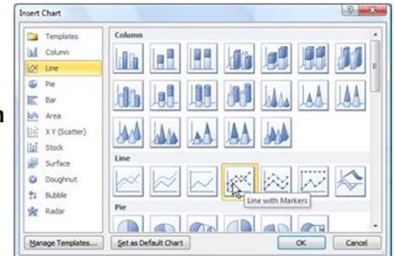 Insert Chart
Templates
Column
Line
Pie
Bar
Area
X Y (Scatter)
Stock
Surface
Doughnut
Bubble
Radar
Column
Line
Line with Markers
Pie
Manage Templates...
Set as Default Chart
OK
Cancel